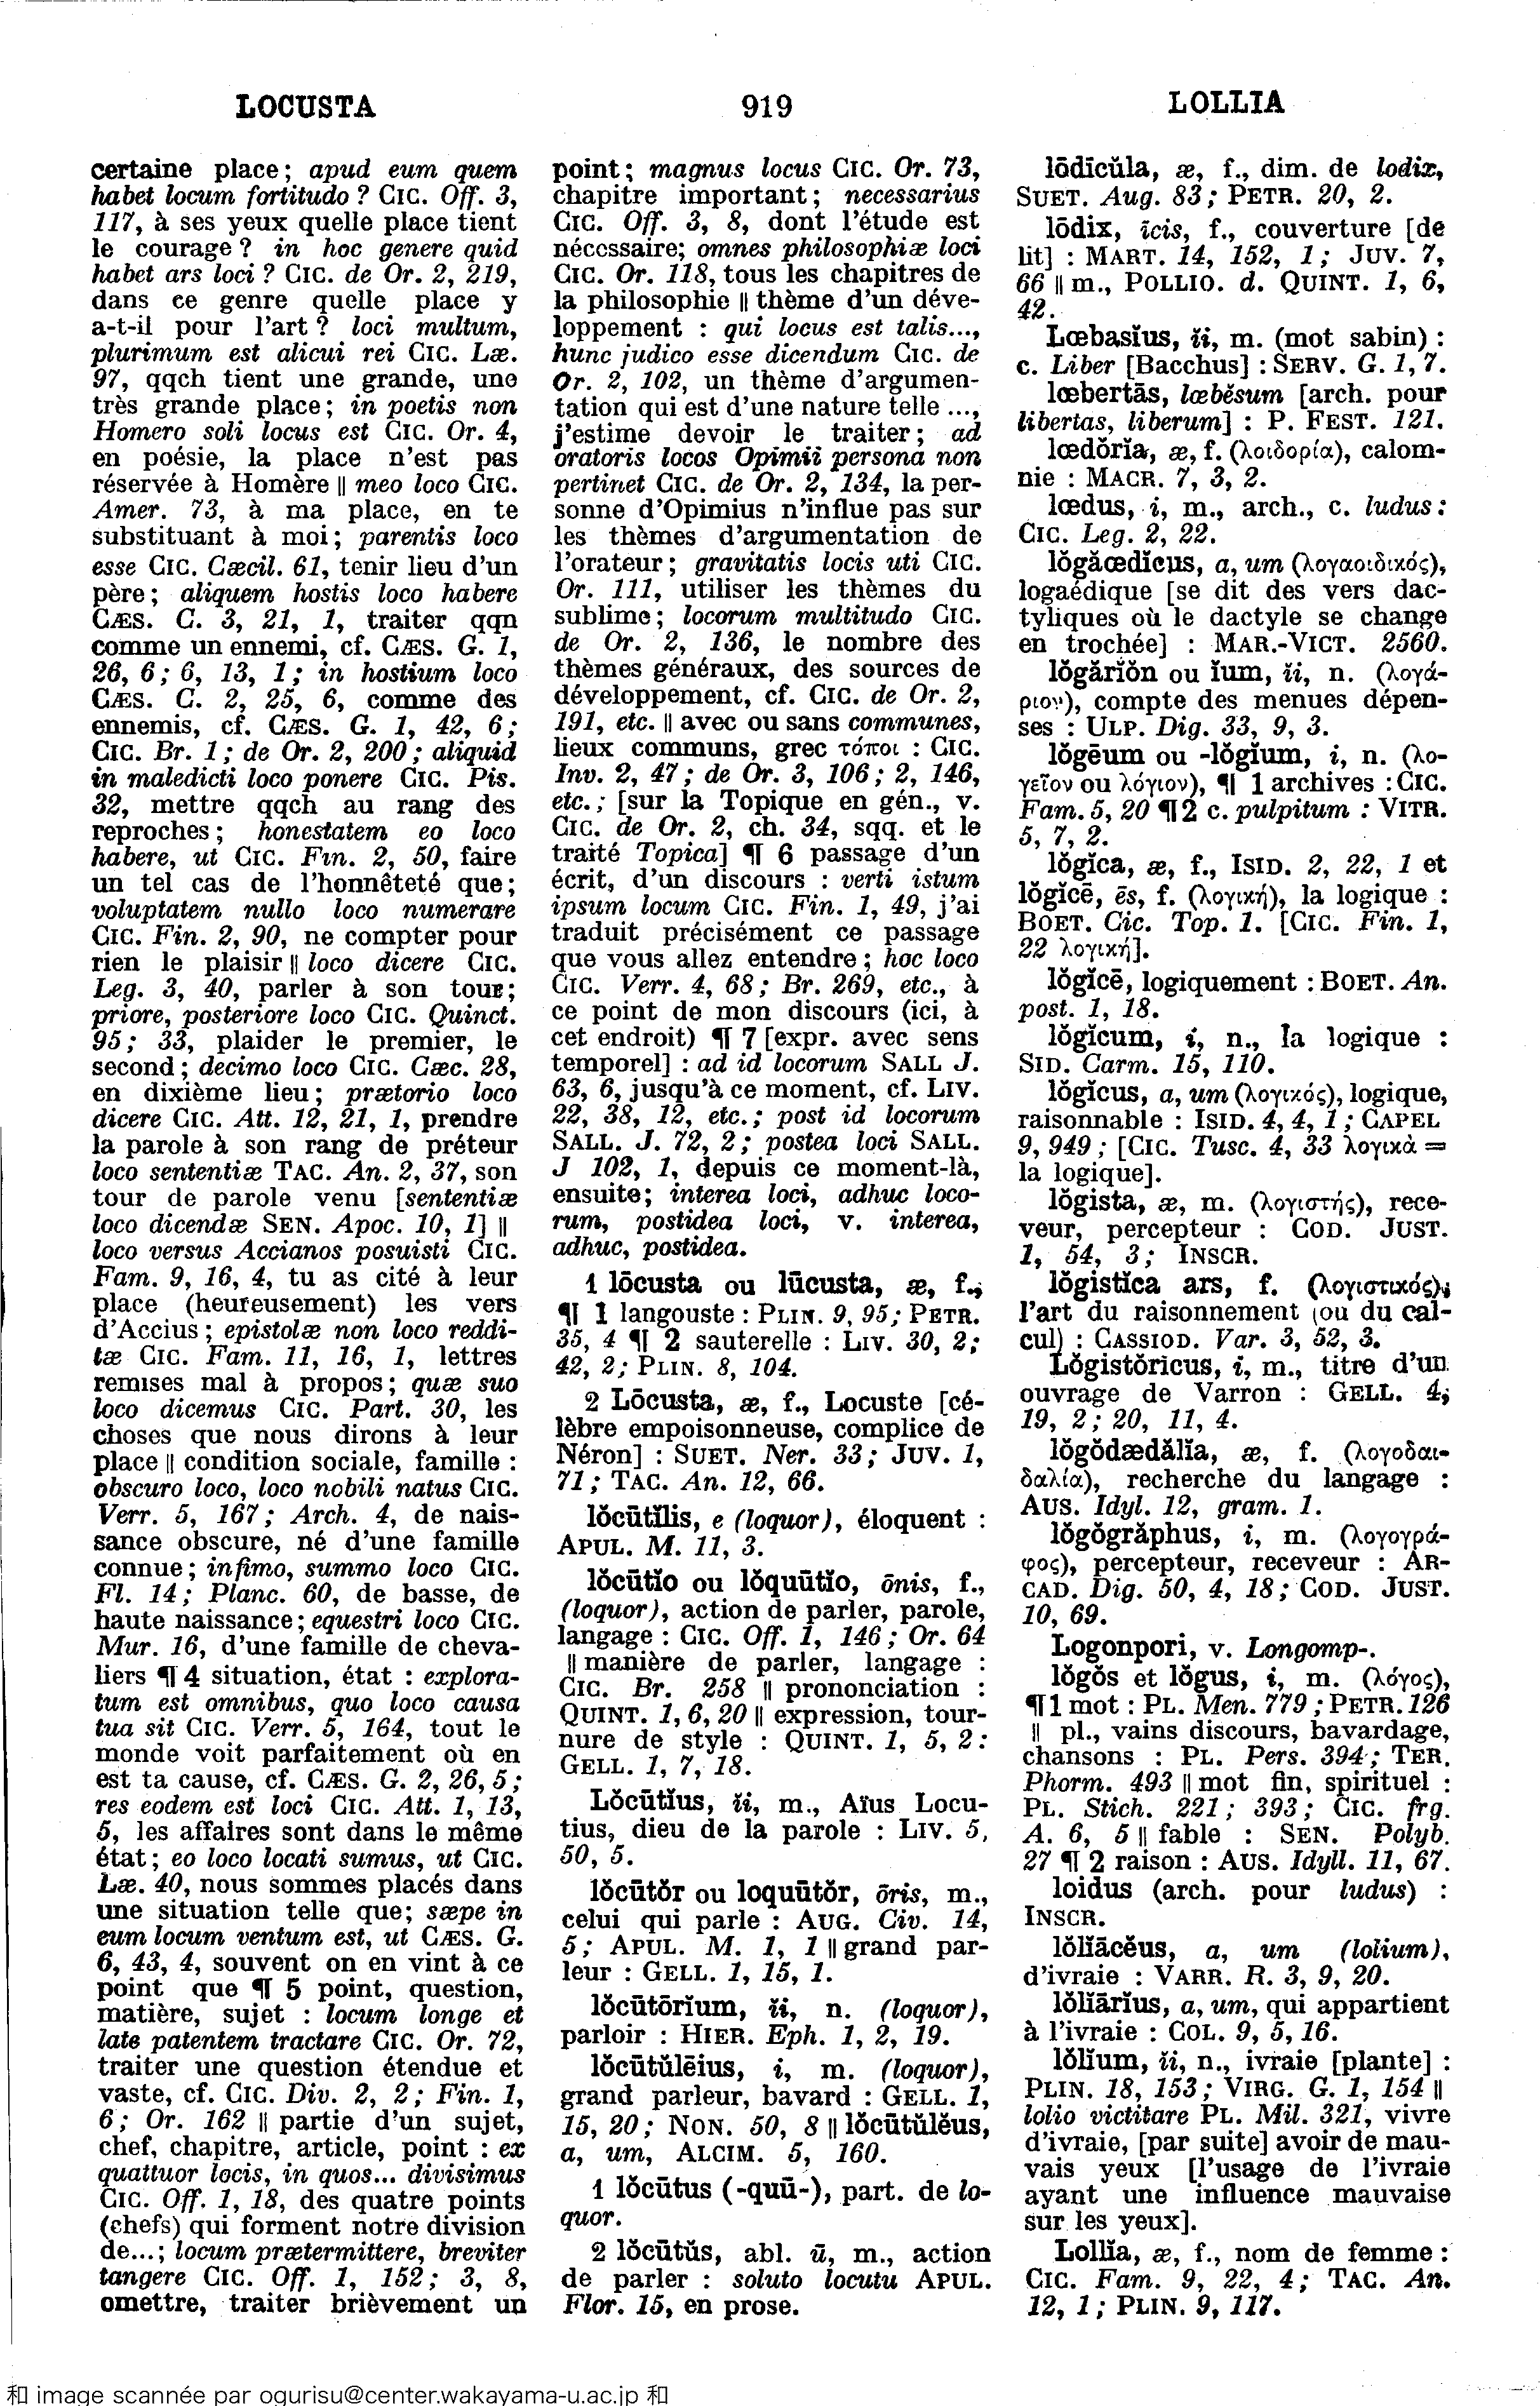 LOCUSTA
919
LOLLIA
certaine place; apud eum quem
habet locum fortitudo ? CIC. Off. 3,
117, à ses yeux quelle place tient
le courage ? in hoc genere quid
habet ars loci ? CIC. de Or. 2, 219,
dans ce genre quelle place y
a-t-il pour l'art ? loci multum,
plurimum est alicui rei CIC. Læ.
97, qqch tient une grande, une
très grande place; in poetis non
Homero soli locus est CIC. Or. 4,
en poésie, la place n'est pas
réservée à Homère || meo loco CIC.
Amer. 73, à ma place, en te
substituant à moi; parentis loco
esse CIC. Cæcil. 61, tenir lieu d'un
père; aliquem hostis loco habere
CÆS. C. 3, 21, 1, traiter qqn
comme un ennemi, cf. CÆS. G. 1,
26, 6; 6, 13, 1; in hostium loco
CÆS. C. 2, 25, 6, comme des
ennemis, cf. CÆS. G. 1, 42, 6;
CIC. Br. 1; de Or. 2, 200; aliquid
in maledicti loco ponere CIC. Pis.
32, mettre qqch au rang des
reproches; honestatem eo loco
habere, ut CIC. Fin. 2, 50, faire
un tel cas de l'honnêteté que;
voluptatem nullo loco numerare
CIC. Fin. 2, 90, ne compter pour
rien le plaisir || loco dicere CIC.
Leg. 3, 40, parler à son tour;
priore, posteriore loco CIC. Quinct.
95; 33, plaider le premier, le
second; decimo loco CIC. Cæc. 28,
en dixième lieu; prætorio loco
dicere CIC. Att. 12, 21, 1, prendre
la parole à son rang de préteur
loco sententiæ TAC. An. 2, 37, son
tour de parole venu [sententiæ
loco dicendæ SEN. Apoc. 10, 1] ||
loco versus Accianos posuisti CIC.
Fam. 9, 16, 4, tu as cité à leur
place (heureusement) les vers
d'Accius; epistolæ non loco reddi-
tæ CIC. Fam. 11, 16, 1, lettres
remises mal à propos; quæ suo
loco dicemus CIC. Part. 30, les
choses que nous dirons à leur
place || condition sociale, famille :
obscuro loco, loco nobili natus CIC.
Verr. 5, 167; Arch. 4, de nais-
sance obscure, né d'une famille
connue; infimo, summo loco CIC.
Fl. 14; Planc. 60, de basse, de
haute naissance; equestri loco CIC.
Mur. 16, d'une famille de cheva-
liers ¶ 4 situation, état : explora-
tum est omnibus, quo loco causa
tua sit CIC. Verr. 5, 164, tout le
monde voit parfaitement où en
est ta cause, cf. CÆS. G. 2, 26, 5;
res eodem est loci CIC. Att. 1, 13,
5, les affaires sont dans le même
état; eo loco locati sumus, ut CIC.
Læ. 40, nous sommes placés dans
une situation telle que; sæpe in
eum locum ventum est, ut CÆS. G.
6, 43, 4, souvent on en vint à ce
point que ¶ 5 point, question,
matière, sujet : locum longe et
late patentem tractare CIC. Or. 72,
traiter une question étendue et
vaste, cf. CIC. Div. 2, 2; Fin. 1,
6; Or. 162 || partie d'un sujet,
chef, chapitre, article, point : ex
quattuor locis, in quos... divisimus
CIC. Off. 1, 18, des quatre points
(chefs) qui forment notre division
de...; locum prætermittere, breviter
tangere CIC. Off. 1, 152; 3, 8,
omettre, traiter brièvement un
point; magnus locus CIC. Or. 73,
chapitre important; necessarius
CIC. Off. 3, 8, dont l'étude est
nécessaire; omnes philosophiæ loci
CIC. Or. 118, tous les chapitres de
la philosophie || thème d'un déve-
loppement : qui locus est talis...,
hunc judico esse dicendum CIC. de
Or. 2, 102, un thème d'argumen-
tation qui est d'une nature telle ...,
j'estime devoir le traiter; ad
oratoris locos Opimii persona non
pertinet CIC. de Or. 2, 134, la per-
sonne d'Opimius n'influe pas sur
les thèmes d'argumentation de
l'orateur; gravitatis locis uti CIC.
Or. 111, utiliser les thèmes du
sublime; locorum multitudo CIC.
de Or. 2, 136, le nombre des
thèmes généraux, des sources de
développement, cf. CIC. de Or. 2,
191, etc. || avec ou sans communes,
lieux communs, grec τόποι : CIC.
Inv. 2, 47; de Or. 3, 106; 2, 146,
etc.; [sur la Topique en gén., v.
CIC. de Or. 2, ch. 34, sqq. et le
traité Topica] ¶ 6 passage d'un
écrit, d'un discours : verti istum
ipsum locum CIC. Fin. 1, 49, j'ai
traduit précisément ce passage
que vous allez entendre; hoc loco
CIC. Verr. 4, 68; Br. 269, etc., à
ce point de mon discours (ici, à
cet endroit) ¶ 7 [expr. avec sens
temporel] : ad id locorum SALL J.
63, 6, jusqu'à ce moment, cf. LIV.
22, 38, 12, etc.; post id locorum
SALL. J. 72, 2; postea loci SALL.
J 102, 1, depuis ce moment-là,
ensuite; interea loci, adhuc loco-
rum, postidea loci, v. interea,
adhuc, postidea.
1 lōcusta ou lūcusta, æ, f.,
¶ 1 langouste : PLIN. 9, 95; PETR.
35, 4 ¶ 2 sauterelle : LIV. 30, 2;
42, 2; PLIN. 8, 104.
2 Lōcusta, æ, f., Locuste [cé-
lèbre empoisonneuse, complice de
Néron] : SUET. Ner. 33; JUV. 1,
71; TAC. An. 12, 66.
lŏcūtĭlis, e (loquor), éloquent :
APUL. M. 11, 3.
lŏcūtĭo ou lŏquūtĭo, ōnis, f.,
(loquor), action de parler, parole,
langage : CIC. Off. 1, 146; Or. 64
|| manière de parler, langage :
CIC. Br. 258 || prononciation :
QUINT. 1, 6, 20 || expression, tour-
nure de style : QUINT. 1, 5, 2 :
GELL. 1, 7, 18.
Lŏcūtĭus, ĭi, m., Aïus Locu-
tius, dieu de la parole : LIV. 5,
50, 5.
lŏcūtŏr ou loquūtŏr, ōris, m.,
celui qui parle : AUG. Civ. 14,
5; APUL. M. 1, 1 || grand par-
leur : GELL. 1, 15, 1.
lŏcūtōrĭum, ĭi, n. (loquor),
parloir : HIER. Eph. 1, 2, 19.
lŏcūtŭlēius, i, m. (loquor),
grand parleur, bavard : GELL. 1,
15, 20; NON. 50, 8 || lŏcūtŭlĕus,
a, um, ALCIM. 5, 160.
1 lŏcūtus (-quū-), part. de lo-
quor.
2 lŏcūtŭs, abl. ū, m., action
de parler : soluto locutu APUL.
Flor. 15, en prose.
lōdīcŭla, æ, f., dim. de lodix,
SUET. Aug. 83; PETR. 20, 2.
lōdix, īcis, f., couverture [de
lit] : MART. 14, 152, 1; JUV. 7,
66 || m., POLLIO. d. QUINT. 1, 6,
42.
Lœbasĭus, ĭi, m. (mot sabin) :
c. Liber [Bacchus] : SERV. G. 1, 7.
lœbertās, lœbĕsum [arch. pour
libertas, liberum] : P. FEST. 121.
lœdŏrĭa, æ, f. (λοιδορία), calom-
nie : MACR. 7, 3, 2.
lœdus, i, m., arch., c. ludus :
CIC. Leg. 2, 22.
lŏgăœdĭcus, a, um (λογαοιδικός),
logaédique [se dit des vers dac-
tyliques où le dactyle se change
en trochée] : MAR.-VICT. 2560.
lŏgărĭŏn ou ĭum, ĭi, n. (λογά-
ριον), compte des menues dépen-
ses : ULP. Dig. 33, 9, 3.
lŏgēum ou -lŏgĭum, i, n. (λο-
γεῖον ou λόγιον), ¶ 1 archives : CIC.
Fam. 5, 20 ¶ 2 c. pulpitum : VITR.
5, 7, 2.
lŏgĭca, æ, f., ISID. 2, 22, 1 et
lŏgĭcē, ēs, f. (λογική), la logique :
BOET. Cic. Top. 1. [CIC. Fin. 1,
22 λογική].
lŏgĭcē, logiquement : BOET. An.
post. 1, 18.
lŏgĭcum, i, n., la logique :
SID. Carm. 15, 110.
lŏgĭcus, a, um (λογικός), logique,
raisonnable : ISID. 4, 4, 1; CAPEL
9, 949; [CIC. Tusc. 4, 33 λογικὰ =
la logique].
lŏgista, æ, m. (λογιστής), rece-
veur, percepteur : COD. JUST.
1, 54, 3; INSCR.
lŏgistĭca ars, f. (λογιστικός),
l'art du raisonnement (ou du cal-
cul) : CASSIOD. Var. 3, 52, 3.
Lŏgistŏricus, i, m., titre d'un
ouvrage de Varron : GELL. 4,
19, 2; 20, 11, 4.
lŏgŏdædălĭa, æ, f. (λογοδαι-
δαλία), recherche du langage :
AUS. Idyl. 12, gram. 1.
lŏgŏgrăphus, i, m. (λογογρά-
φος), percepteur, receveur : AR-
CAD. Dig. 50, 4, 18; COD. JUST.
10, 69.
Logonpori, v. Longomp-.
lŏgŏs et lŏgus, i, m. (λόγος),
¶ 1 mot : PL. Men. 779; PETR. 126
|| pl., vains discours, bavardage,
chansons : PL. Pers. 394; TER.
Phorm. 493 || mot fin, spirituel :
PL. Stich. 221; 393; CIC. frg.
A. 6, 5 || fable : SEN. Polyb.
27 ¶ 2 raison : AUS. Idyll. 11, 67.
loidus (arch. pour ludus) :
INSCR.
lŏlĭācĕus, a, um (lolium),
d'ivraie : VARR. R. 3, 9, 20.
lŏlĭārĭus, a, um, qui appartient
à l'ivraie : COL. 9, 5, 16.
lŏlĭum, ĭi, n., ivraie [plante] :
PLIN. 18, 153; VIRG. G. 1, 154 ||
lolio victitare PL. Mil. 321, vivre
d'ivraie, [par suite] avoir de mau-
vais yeux [l'usage de l'ivraie
ayant une influence mauvaise
sur les yeux].
Lollĭa, æ, f., nom de femme :
CIC. Fam. 9, 22, 4; TAC. An.
12, 1; PLIN. 9, 117.
和 image scannée par ogurisu@center.wakayama-u.ac.jp 和